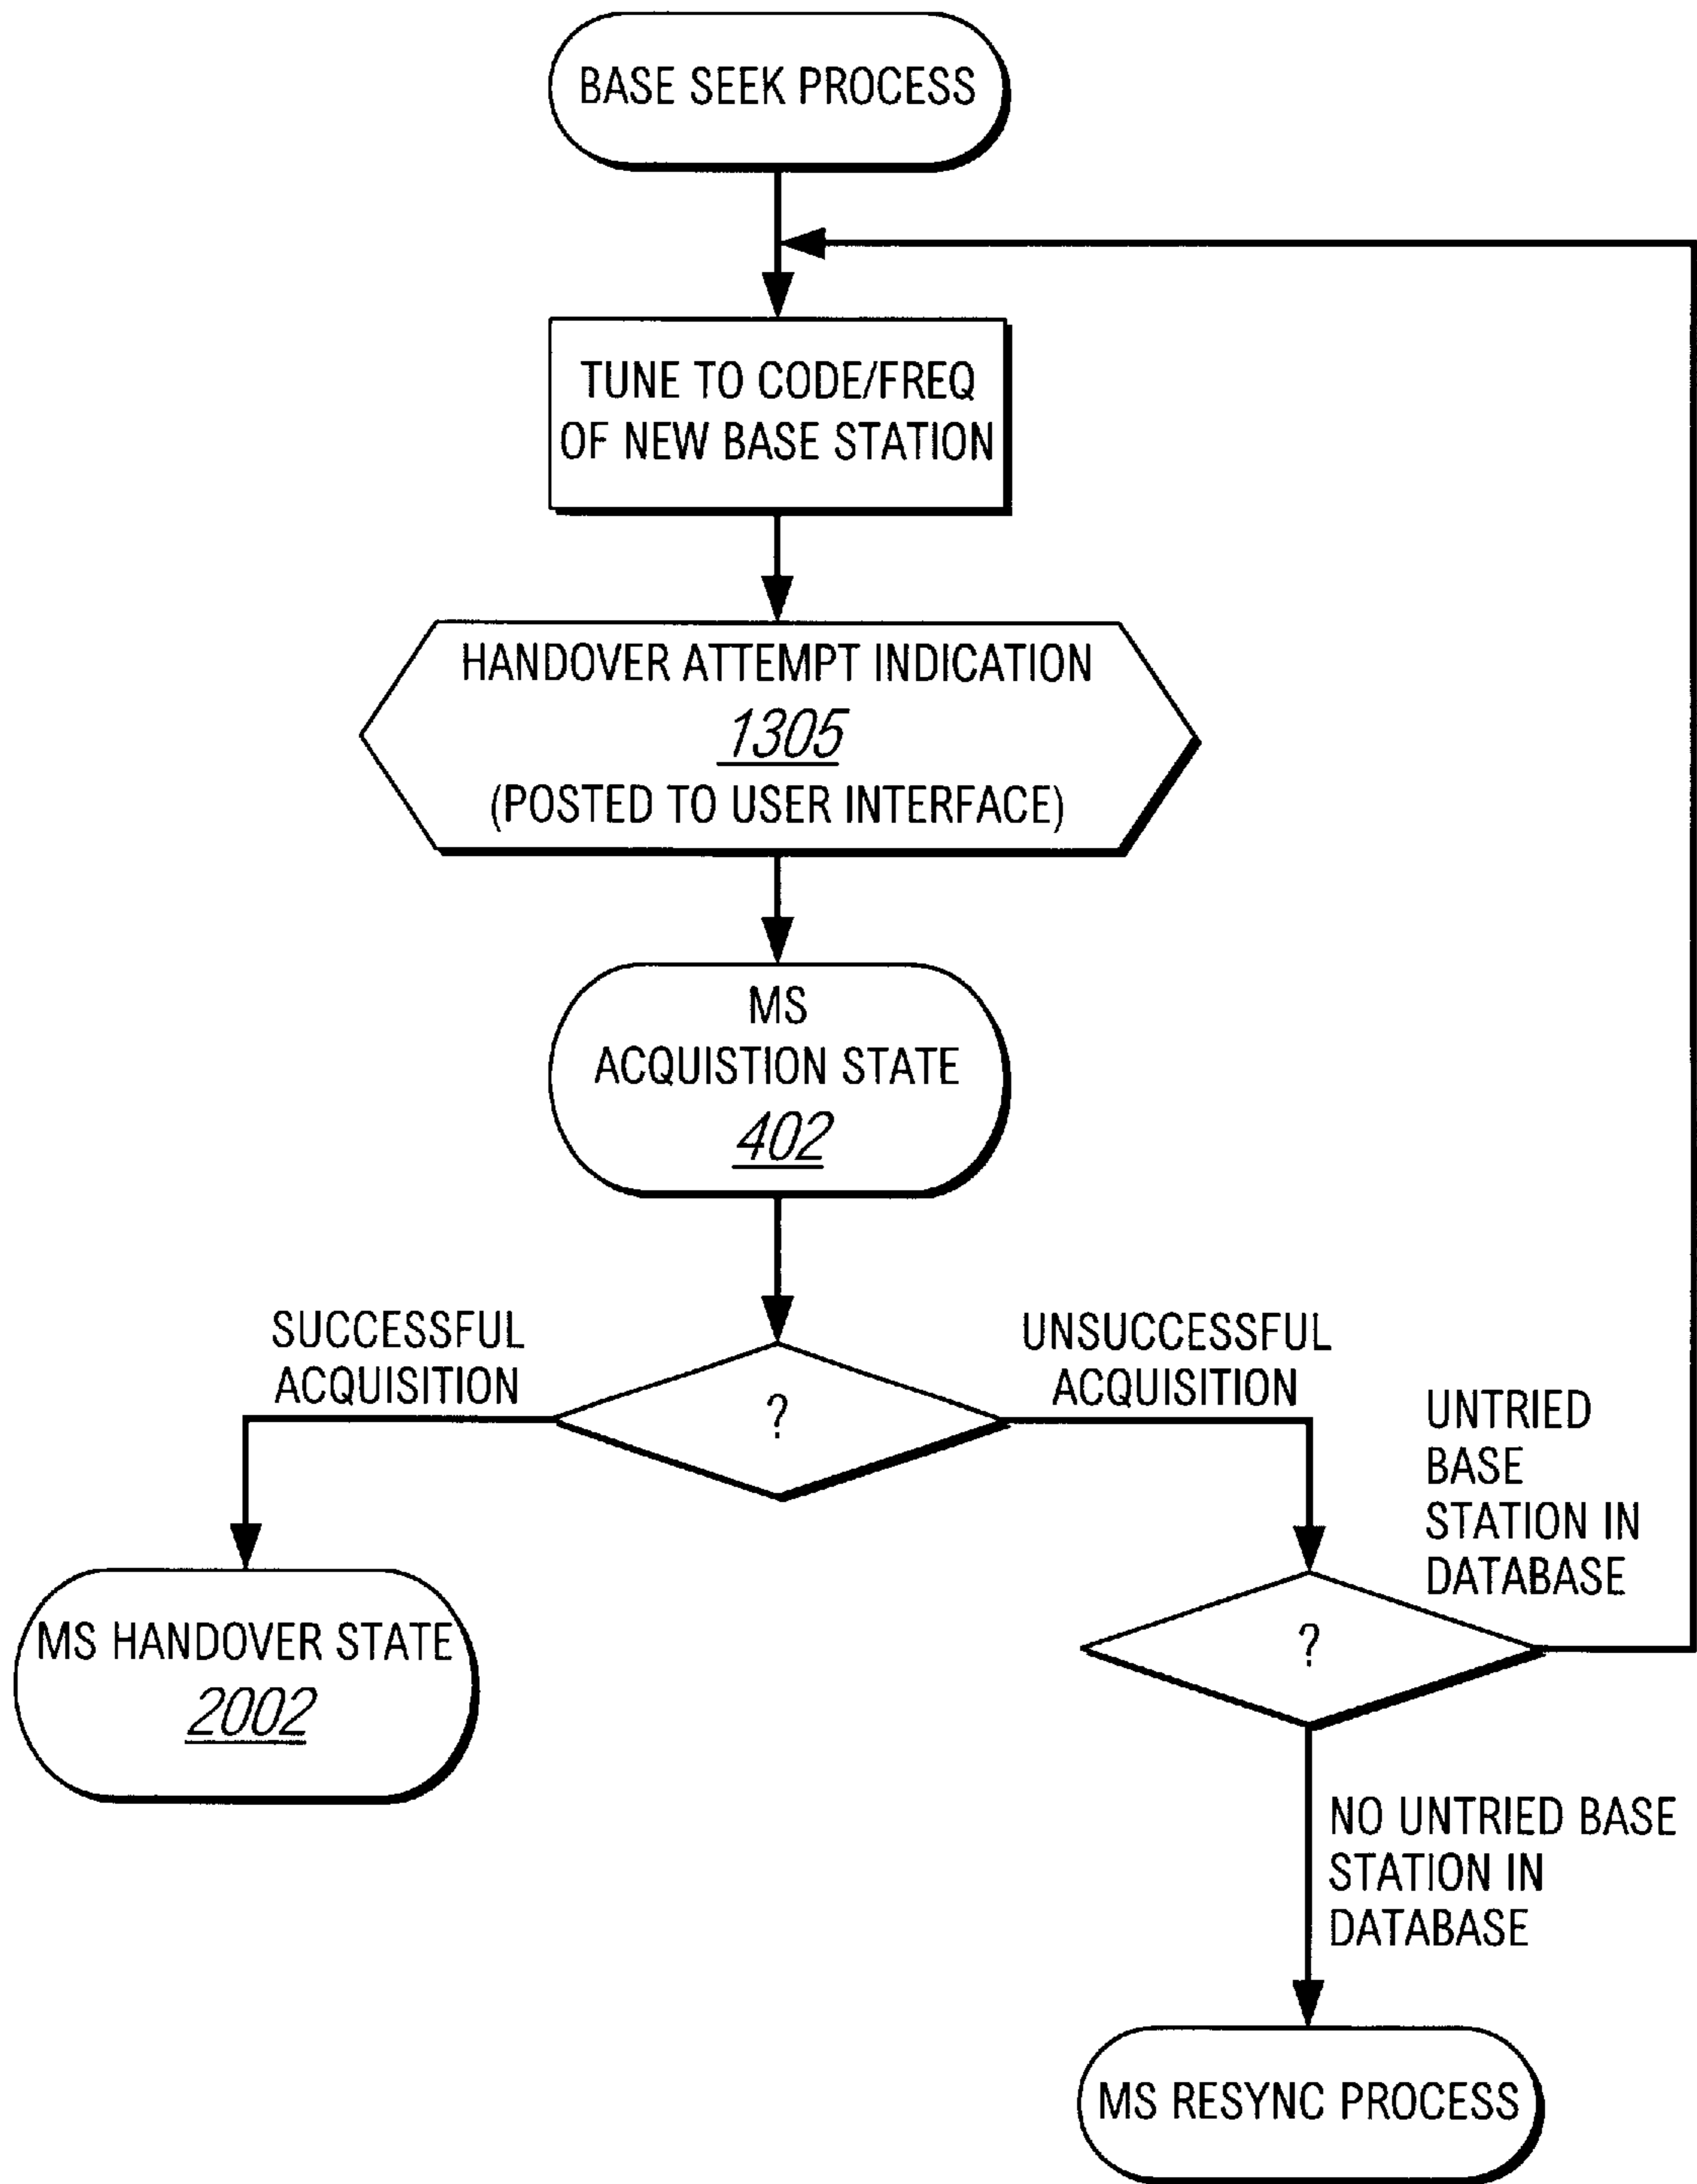 BASE SEEK PROCESS
TUNE TO CODE/FREQ
OF NEW BASE STATION
HANDOVER ATTEMPT INDICATION
1305
(POSTED TO USER INTERFACE)
MS
ACQUISTION STATE
402
SUCCESSFUL
ACQUISITION
?
UNSUCCESSFUL
ACQUISITION
UNTRIED
BASE
STATION IN
DATABASE
MS HANDOVER STATE
2002
?
NO UNTRIED BASE
STATION IN
DATABASE
MS RESYNC PROCESS